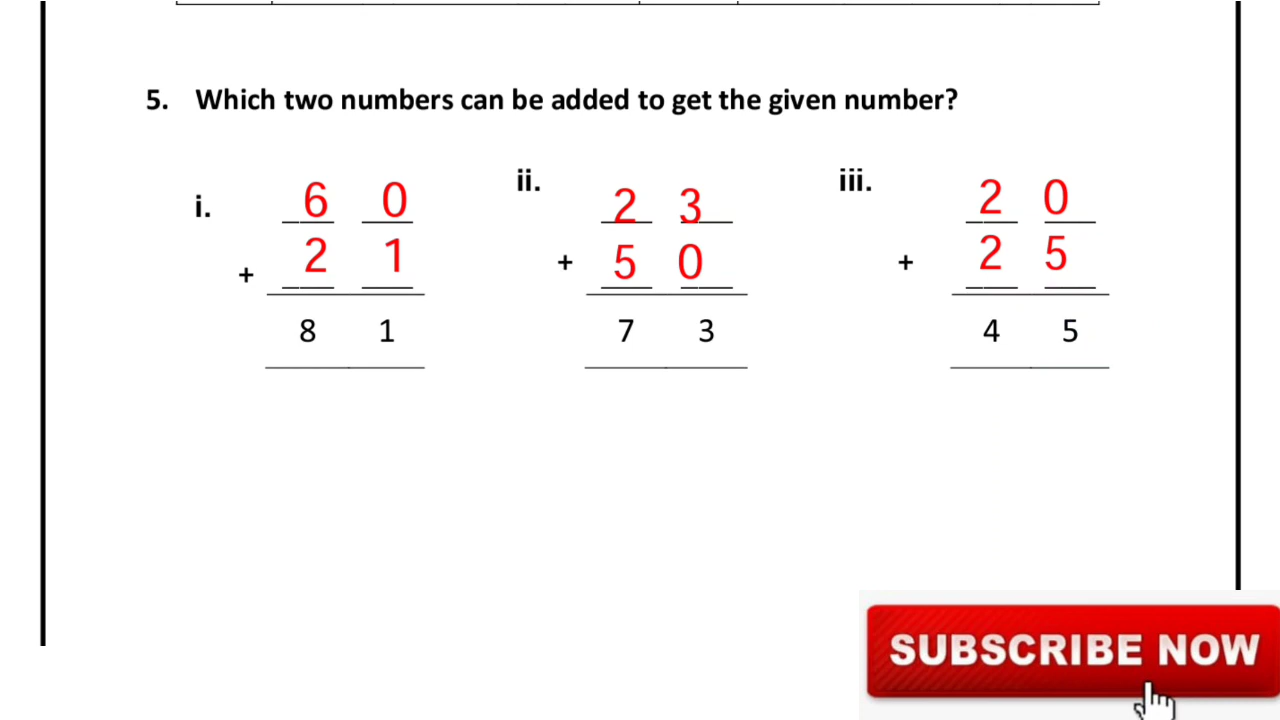 5. Which two numbers can be added to get the given number?
i. 6 0
+ 2 1
8 1
ii. 2 3
+ 5 0
7 3
iii. 2 0
+ 2 5
4 5
SUBSCRIBE NOW